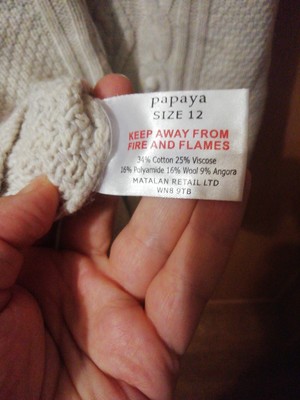 papaya
SIZE 12
KEEP AWAY FROM
FIRE AND FLAMES
34% Cotton 25% Viscose
16% Polyamide 16% Wool 9% Angora
MATALAN RETAIL LTD
WN8 9TB